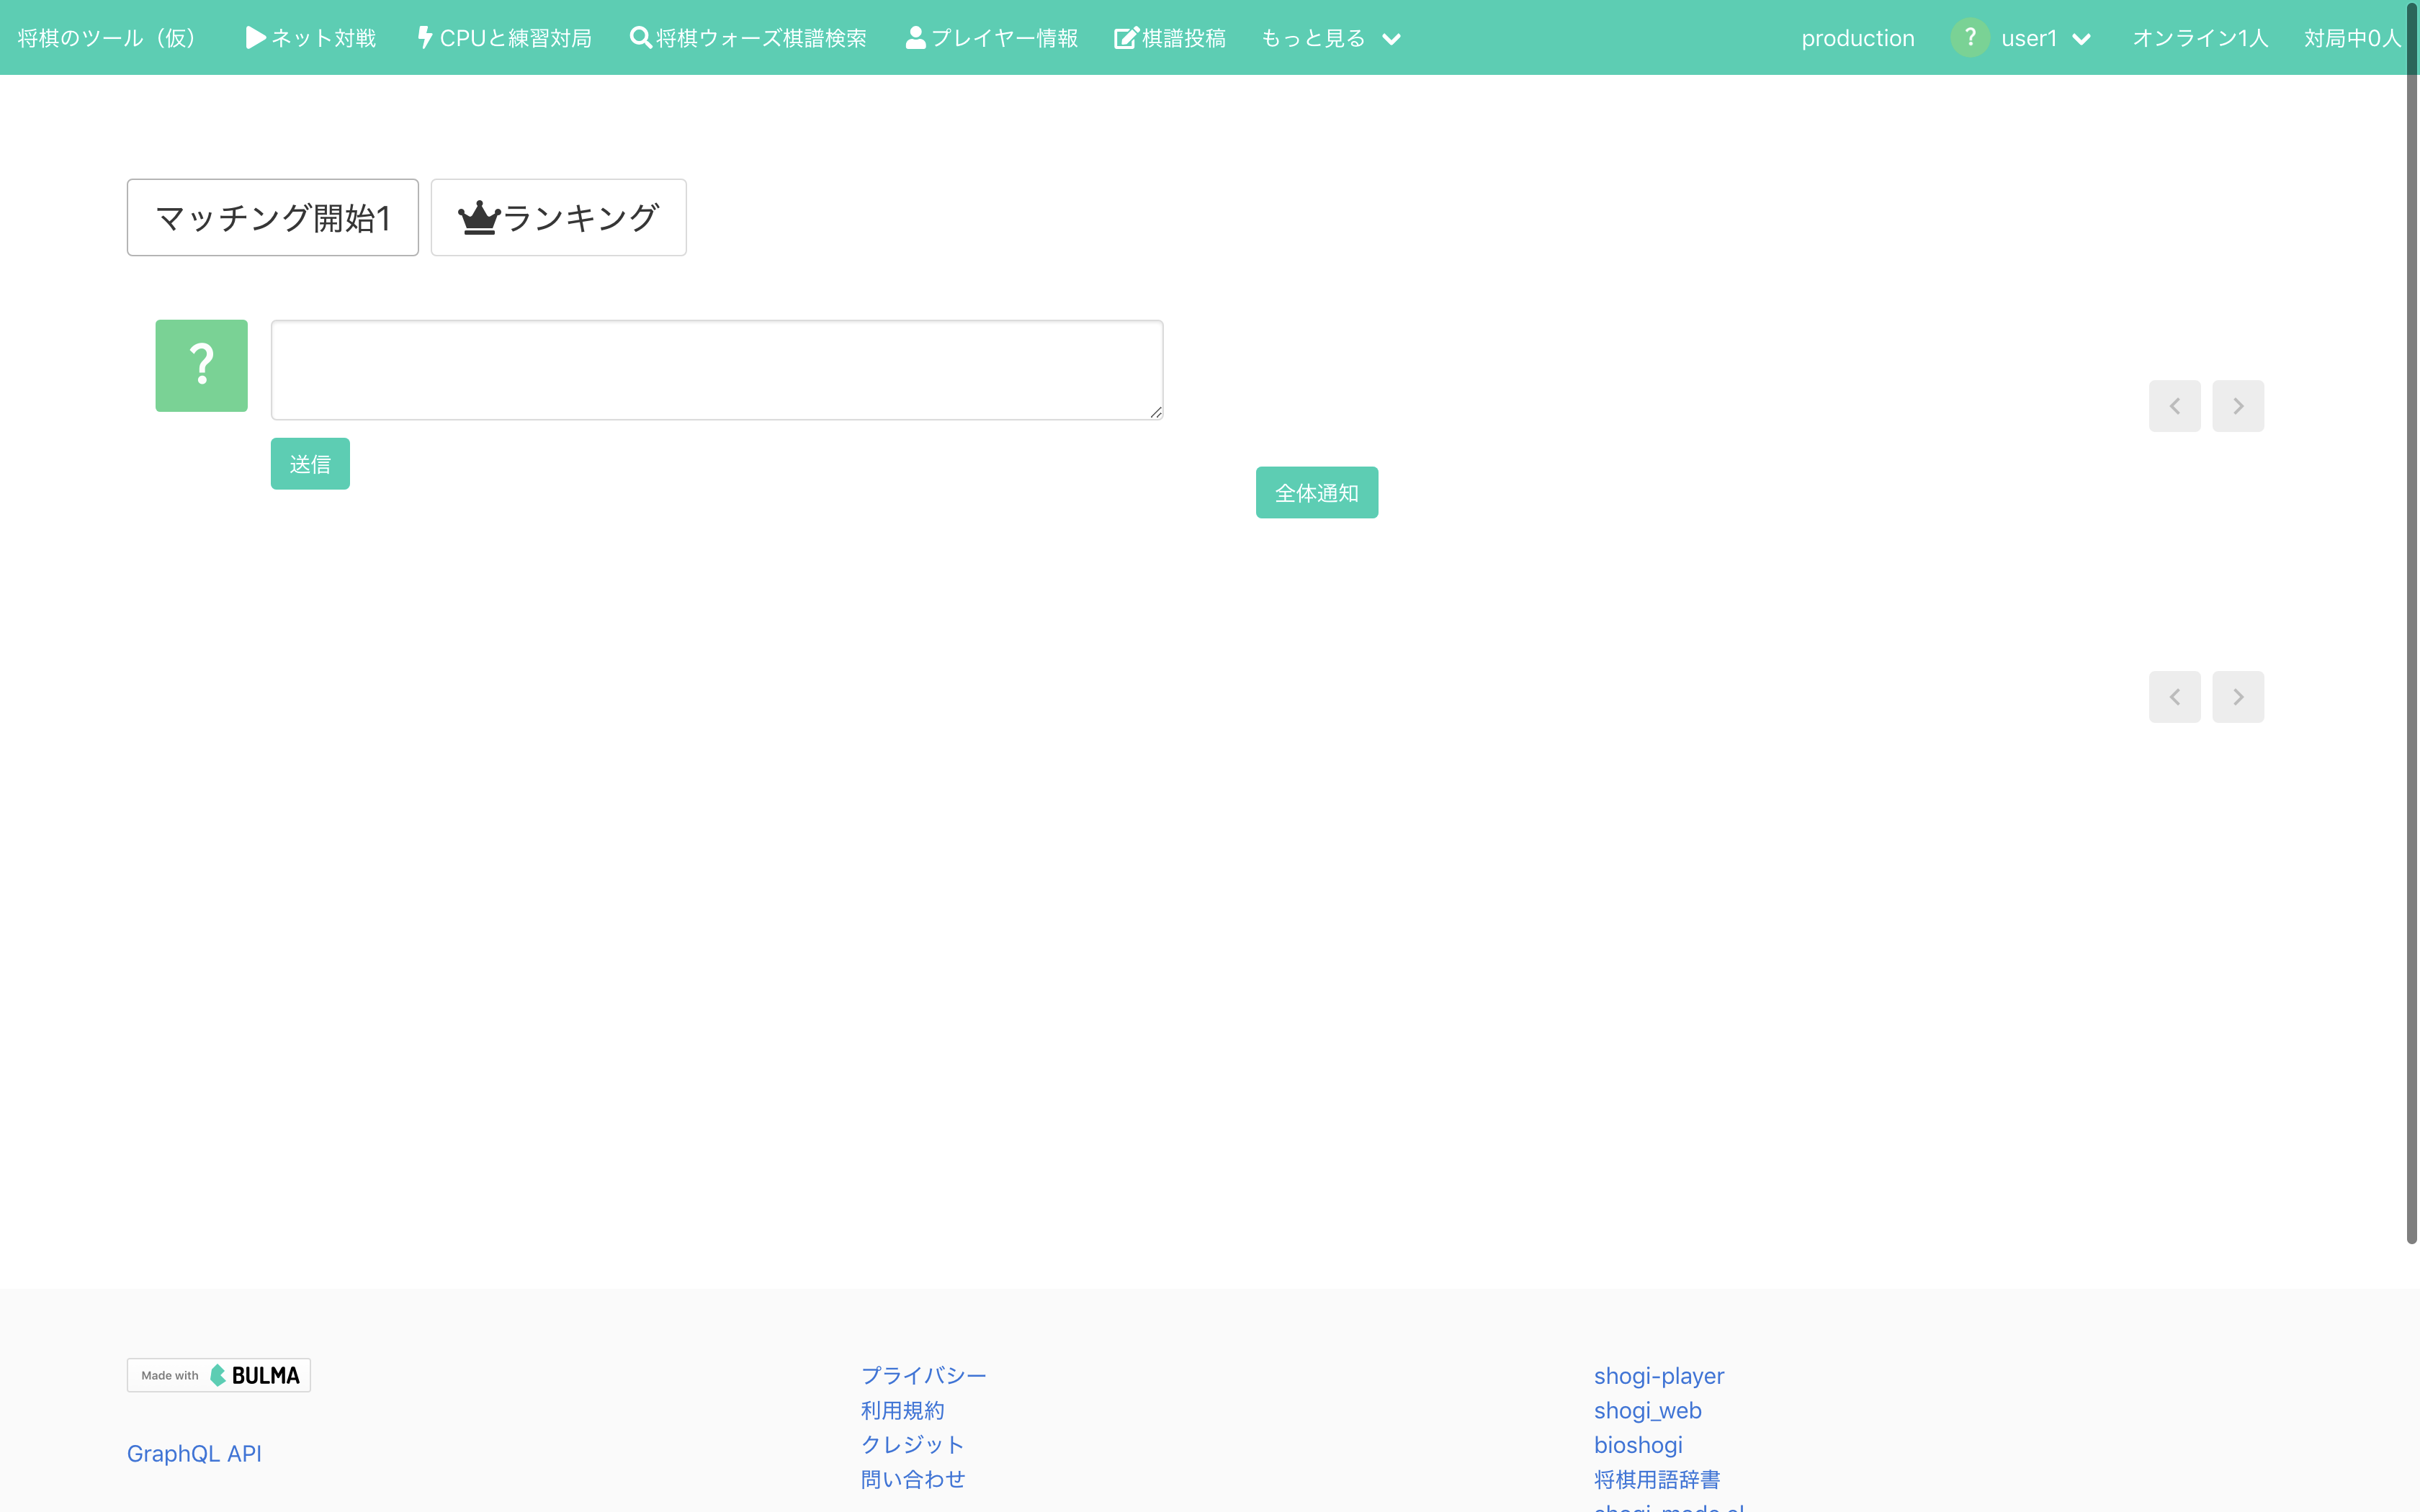 将棋のツール（仮） ネット対戦 CPUと練習対局 将棋ウォーズ棋譜検索 プレイヤー情報 棋譜投稿 もっと見る production ? user1 オンライン1人 対局中0人
マッチング開始1 ランキング
?
送信
全体通知
Made with BULMA
GraphQL API
プライバシー
利用規約
クレジット
問い合わせ
shogi-player
shogi_web
bioshogi
将棋用語辞書